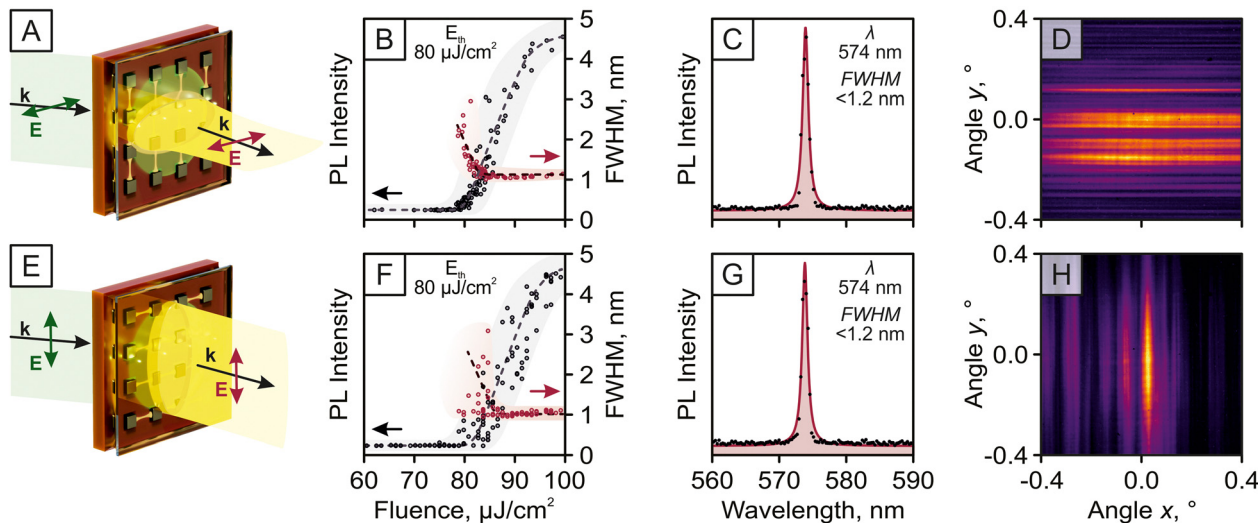 A
k
E
k
E
B
E_th
80 µJ/cm²
PL Intensity
5
4
3
2
1
0
FWHM, nm
C
λ
574 nm
FWHM
<1.2 nm
PL Intensity
D
Angle y, °
0.4
0.0
-0.4
E
k
E
k
E
F
E_th
80 µJ/cm²
PL Intensity
5
4
3
2
1
0
FWHM, nm
60 70 80 90 100
Fluence, µJ/cm²
G
λ
574 nm
FWHM
<1.2 nm
PL Intensity
560 570 580 590
Wavelength, nm
H
Angle y, °
0.4
0.0
-0.4
-0.4 0.0 0.4
Angle x, °